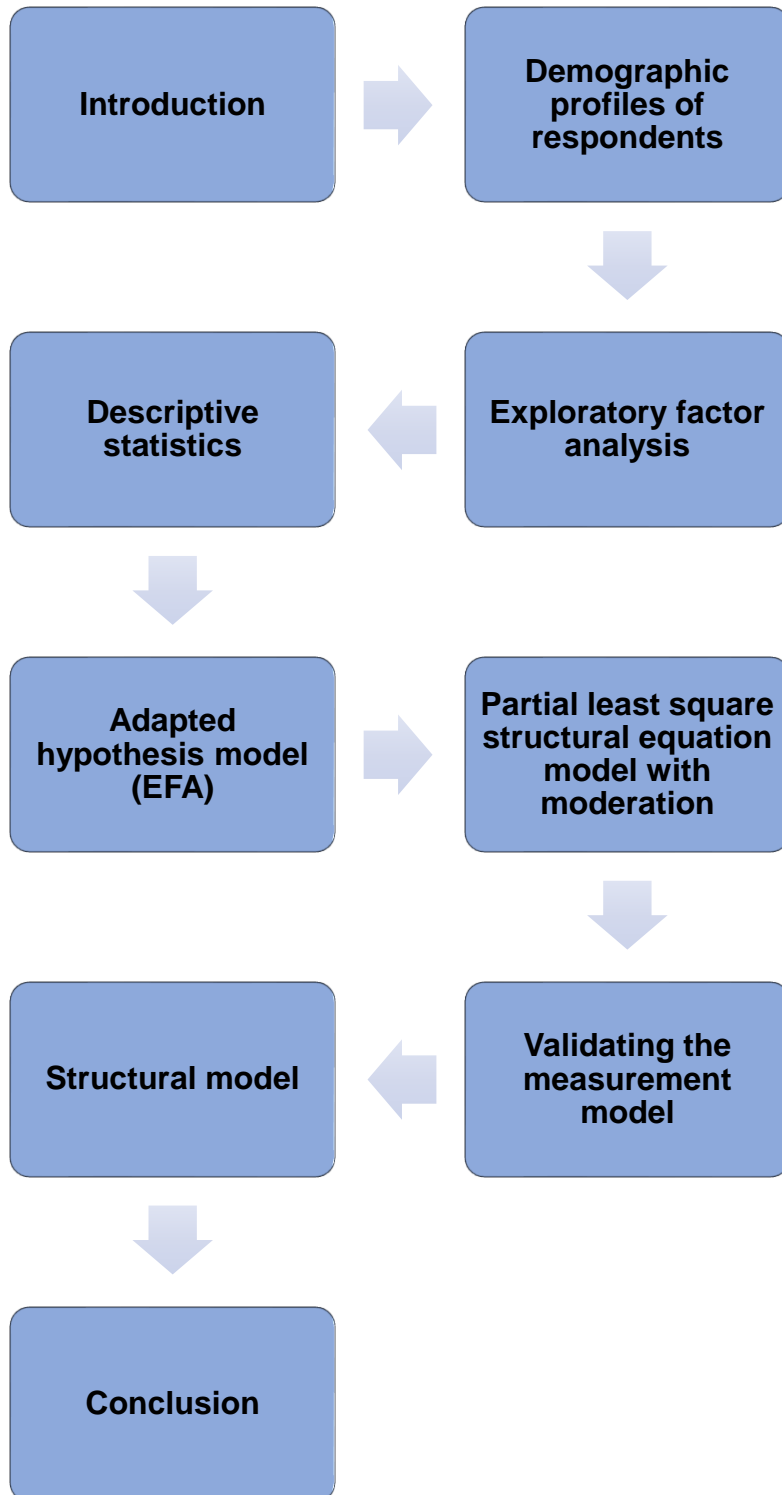 Introduction
Demographic
profiles of
respondents
Exploratory factor
analysis
Descriptive
statistics
Adapted
hypothesis model
(EFA)
Partial least square
structural equation
model with
moderation
Validating the
measurement
model
Structural model
Conclusion